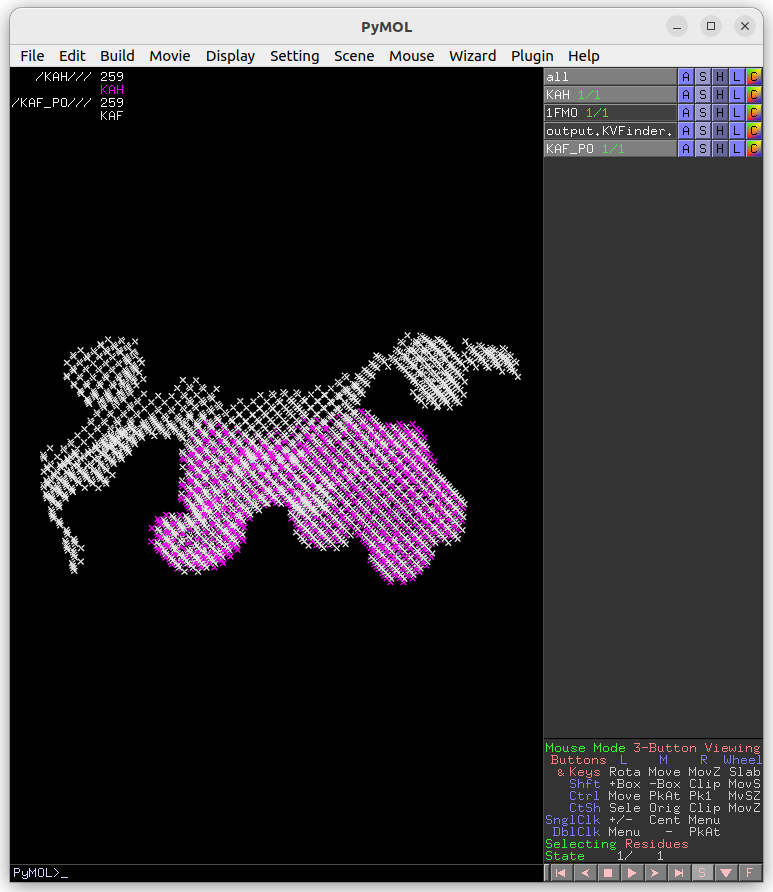 PyMOL
File Edit Build Movie Display Setting Scene Mouse Wizard Plugin Help
/KAH/// 259
KAH
/KAF_PO/// 259
KAF
all A S H L C
KAH 1/1 A S H L C
1FMO 1/1 A S H L C
output.KVFinder. A S H L C
KAF_PO 1/1 A S H L C
Mouse Mode 3-Button Viewing
Buttons L M R Wheel
& Keys Rota Move MovZ Slab
Shft +Box -Box Clip MovS
Ctrl Move PkAt Pk1 MvSZ
CtSh Sele Orig Clip MovZ
SnglClk +/- Cent Menu
DblClk Menu - PkAt
Selecting Residues
State 1/ 1
PyMOL>_ S F